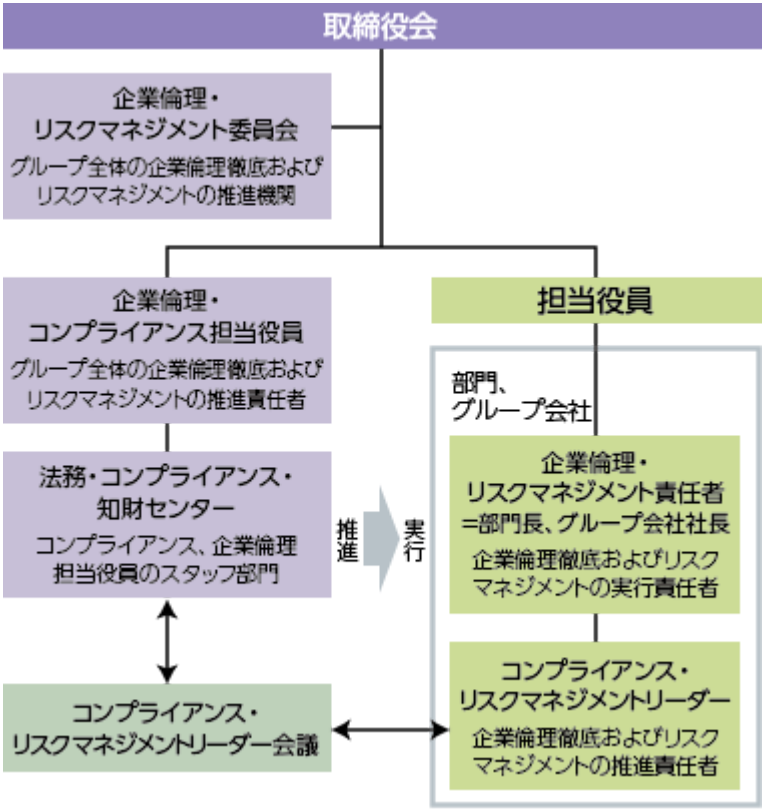 取締役会
企業倫理・
リスクマネジメント委員会
グループ全体の企業倫理徹底および
リスクマネジメントの推進機関
企業倫理・
コンプライアンス担当役員
グループ全体の企業倫理徹底および
リスクマネジメントの推進責任者
法務・コンプライアンス・
知財センター
コンプライアンス、企業倫理
担当役員のスタッフ部門
推進
実行
コンプライアンス・
リスクマネジメントリーダー会議
担当役員
部門、
グループ会社
企業倫理・
リスクマネジメント責任者
=部門長、グループ会社社長
企業倫理徹底およびリスク
マネジメントの実行責任者
コンプライアンス・
リスクマネジメントリーダー
企業倫理徹底およびリスク
マネジメントの推進責任者